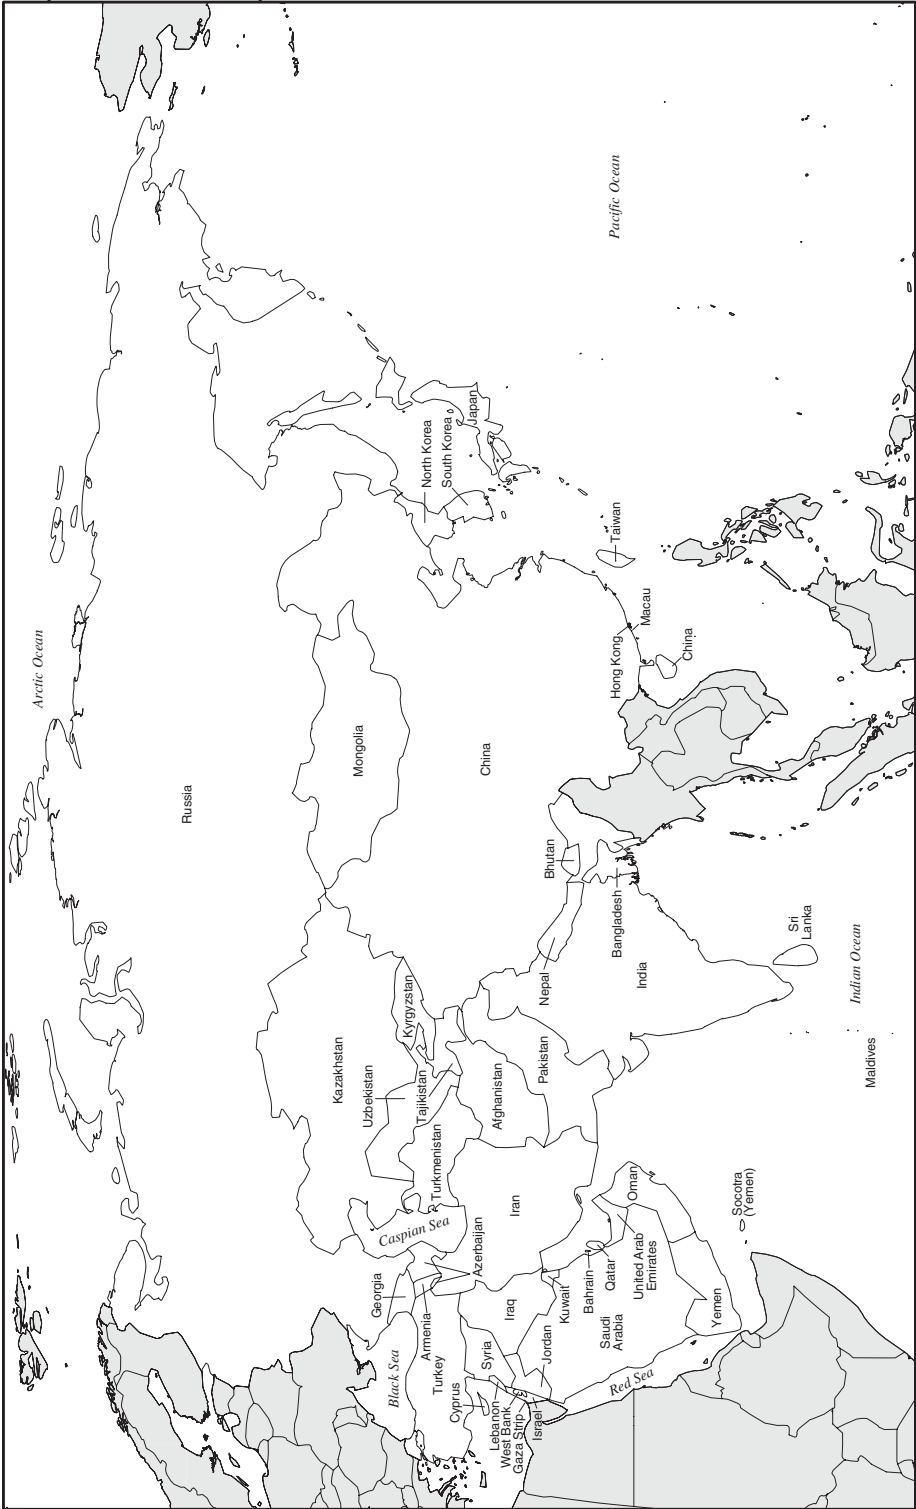 Arctic Ocean
Russia
Mongolia
China
Kazakhstan
Uzbekistan
Kyrgyzstan
Tajikistan
Turkmenistan
Afghanistan
Pakistan
Iran
Caspian Sea
Azerbaijan
Georgia
Armenia
Black Sea
Turkey
Cyprus
Syria
Lebanon
West Bank
Gaza Strip
Israel
Iraq
Jordan
Kuwait
Bahrain
Qatar
Saudi
Arabia
United Arab
Emirates
Oman
Yemen
Socotra
(Yemen)
Red Sea
North Korea
South Korea
Japan
Taiwan
Hong Kong
Macau
China
Bhutan
Nepal
Bangladesh
India
Sri
Lanka
Maldives
Indian Ocean
Pacific Ocean